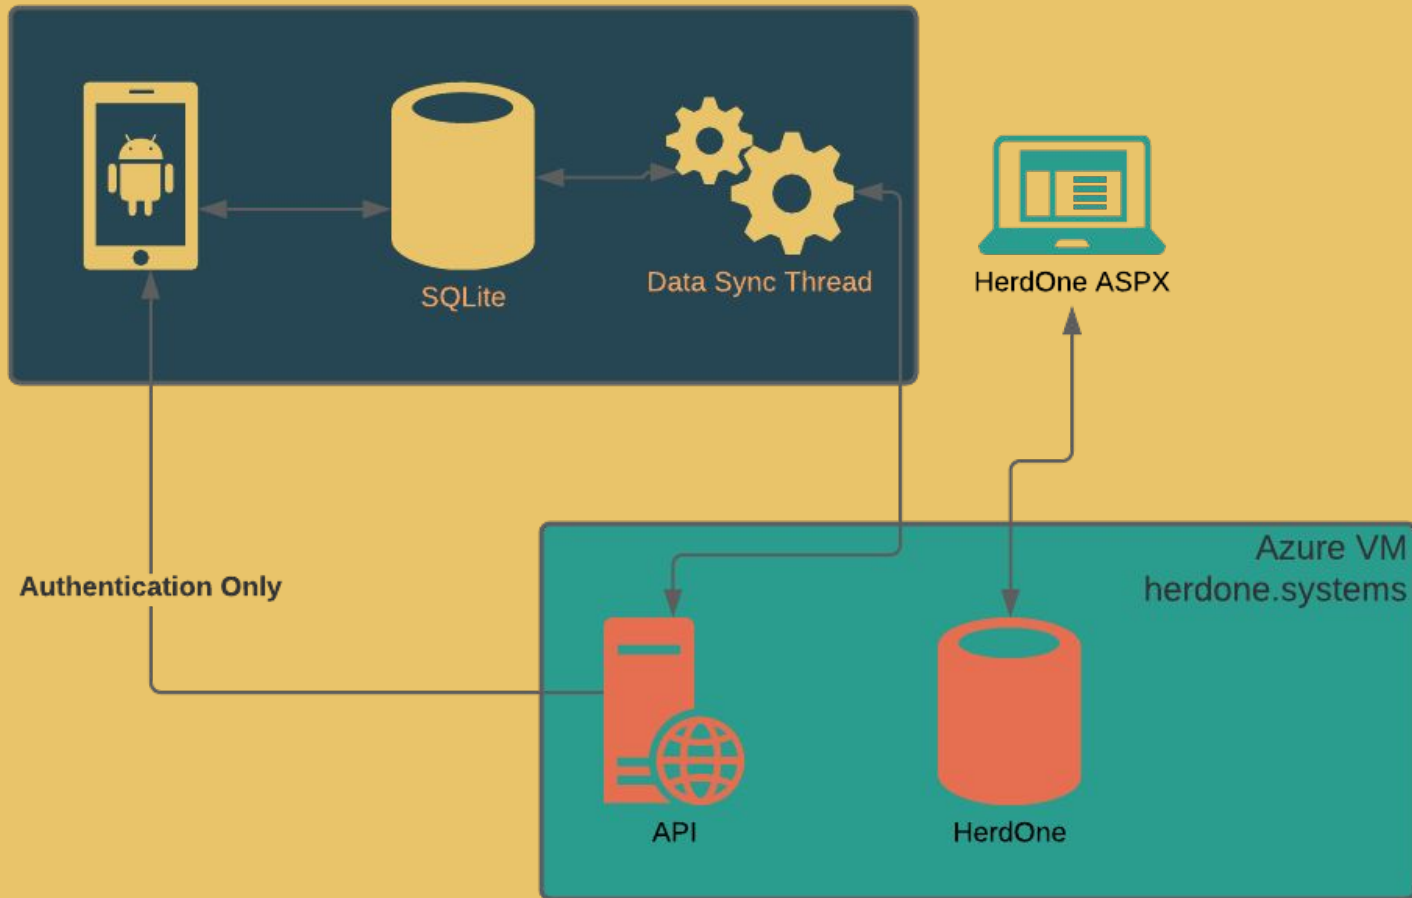 SQLite
Data Sync Thread
HerdOne ASPX
Azure VM
herdone.systems
Authentication Only
API
HerdOne